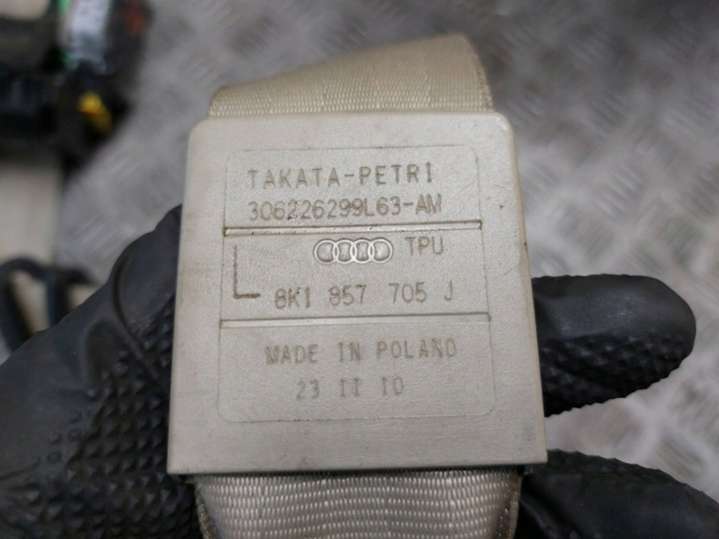 TAKATA-PETRI
306226299L63-AM
TPU
L 8K1 857 705 J
MADE IN POLAND
23 11 10